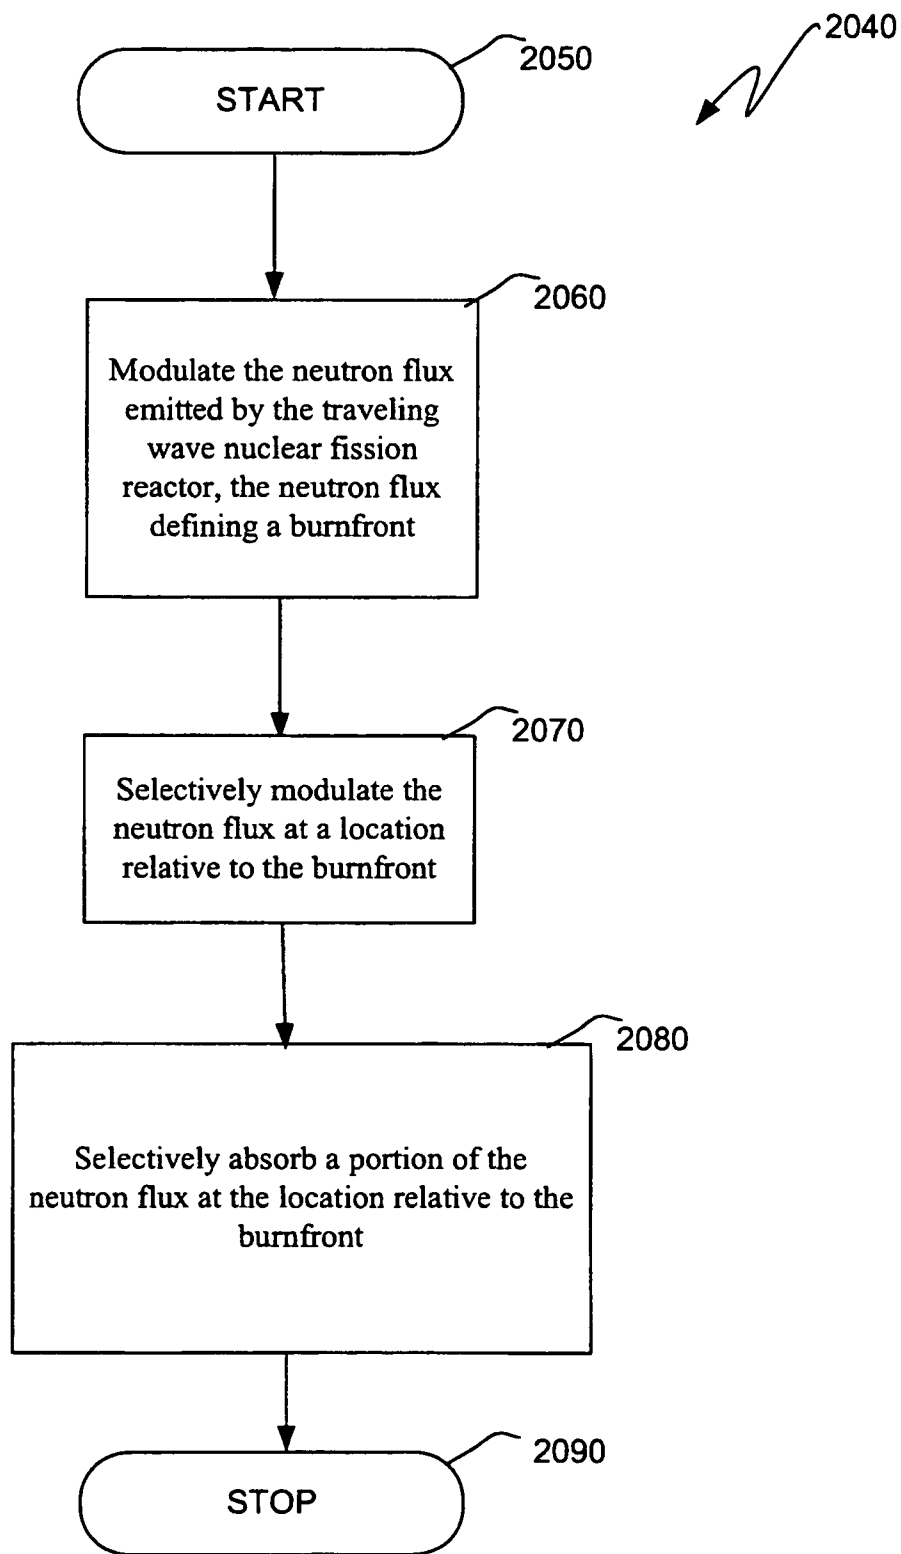 2040
2050
START
2060
Modulate the neutron flux
emitted by the traveling
wave nuclear fission
reactor, the neutron flux
defining a burnfront
2070
Selectively modulate the
neutron flux at a location
relative to the burnfront
2080
Selectively absorb a portion of the
neutron flux at the location relative to the
burnfront
2090
STOP